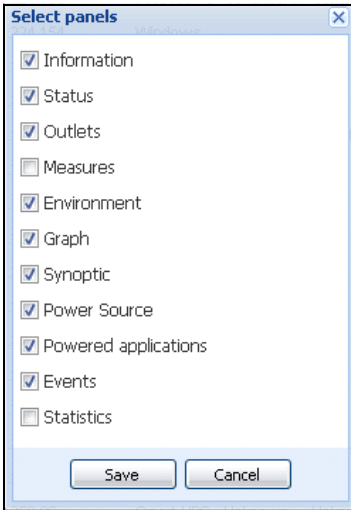 Select panels
Information
Status
Outlets
Measures
Environment
Graph
Synoptic
Power Source
Powered applications
Events
Statistics
Save Cancel